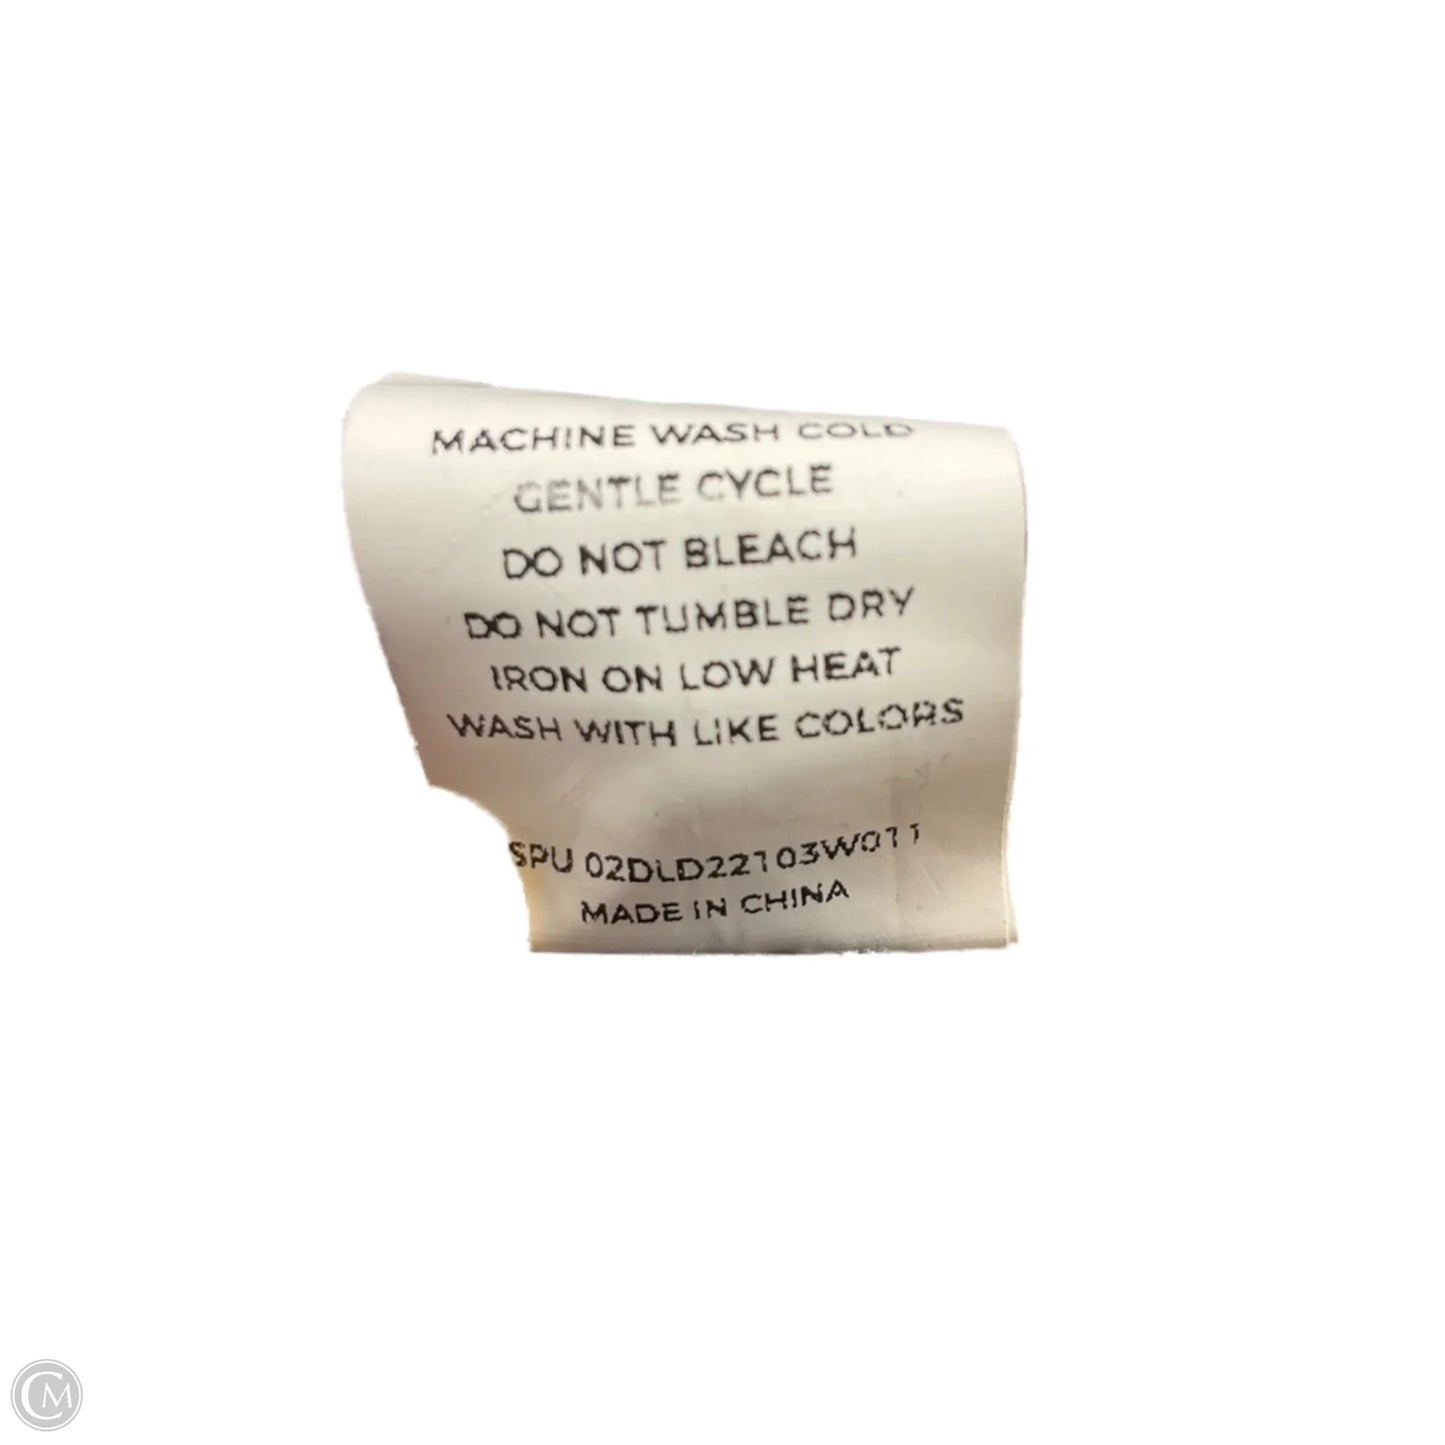 MACHINE WASH COLD
GENTLE CYCLE
DO NOT BLEACH
DO NOT TUMBLE DRY
IRON ON LOW HEAT
WASH WITH LIKE COLORS
SPU 02DLD22103W011
MADE IN CHINA
CM